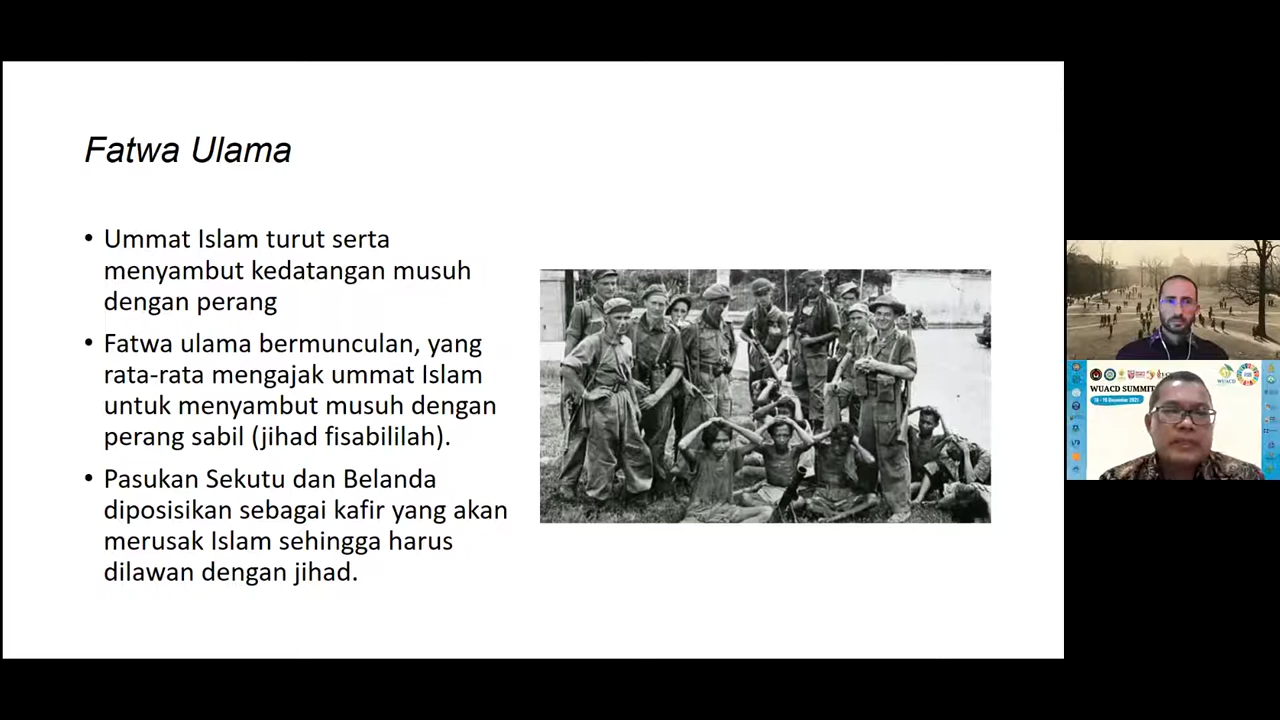 Fatwa Ulama
• Ummat Islam turut serta
menyambut kedatangan musuh
dengan perang
• Fatwa ulama bermunculan, yang
rata-rata mengajak ummat Islam
untuk menyambut musuh dengan
perang sabil (jihad fisabililah).
• Pasukan Sekutu dan Belanda
diposisikan sebagai kafir yang akan
merusak Islam sehingga harus
dilawan dengan jihad.
WUACD SUMMIT